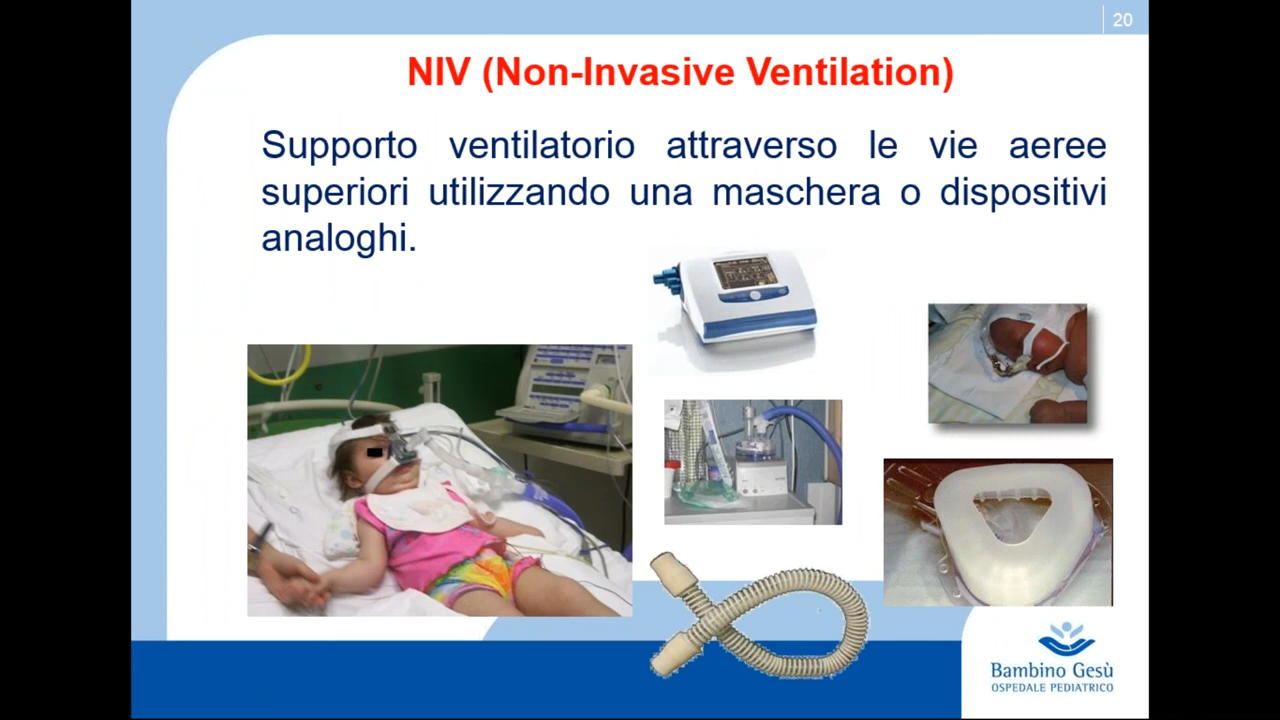 20
NIV (Non-Invasive Ventilation)
Supporto ventilatorio attraverso le vie aeree
superiori utilizzando una maschera o dispositivi
analoghi.
Bambino Gesù
OSPEDALE PEDIATRICO